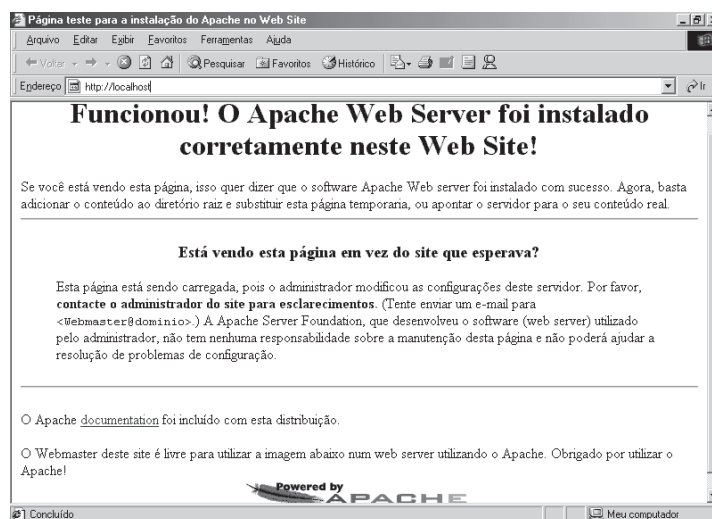 Página teste para a instalação do Apache no Web Site
Arquivo Editar Exibir Favoritos Ferramentas Ajuda
Voltar Pesquisar Favoritos Histórico
Endereço http://localhost Ir
Funcionou! O Apache Web Server foi instalado
corretamente neste Web Site!
Se você está vendo esta página, isso quer dizer que o software Apache Web server foi instalado com sucesso. Agora, basta
adicionar o conteúdo ao diretório raiz e substituir esta página temporaria, ou apontar o servidor para o seu conteúdo real.
Está vendo esta página em vez do site que esperava?
Esta página está sendo carregada, pois o administrador modificou as configurações deste servidor. Por favor,
contacte o administrador do site para esclarecimentos. (Tente enviar um e-mail para
<Webmaster@dominio>.) A Apache Server Foundation, que desenvolveu o software (web server) utilizado
pelo administrador, não tem nenhuma responsabilidade sobre a manutenção desta página e não poderá ajudar a
resolução de problemas de configuração.
O Apache documentation foi incluído com esta distribuição.
O Webmaster deste site é livre para utilizar a imagem abaixo num web server utilizando o Apache. Obrigado por utilizar o
Apache!
Powered by
APACHE
Concluído Meu computador